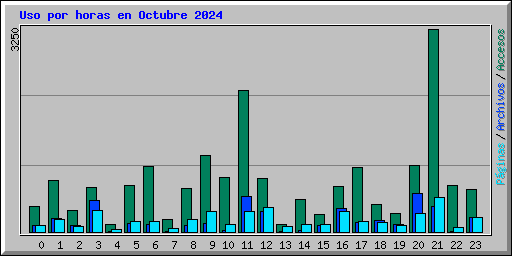 Uso por horas en Octubre 2024
3250
Páginas/Archivos/Accesos
0 1 2 3 4 5 6 7 8 9 10 11 12 13 14 15 16 17 18 19 20 21 22 23